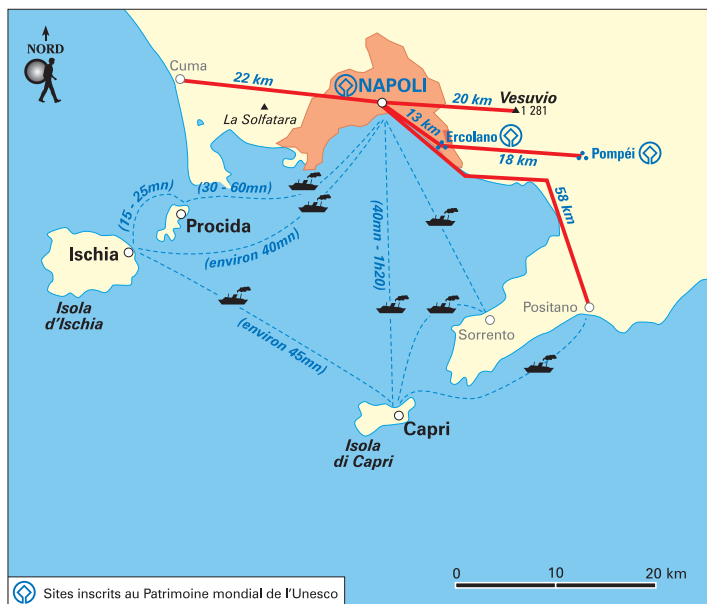 NORD
Cuma
22 km
NAPOLI
20 km
Vesuvio
1 281
La Solfatara
13 km
Ercolano
18 km
Pompéi
58 km
(15 - 25mn)
(30 - 60mn)
Procida
(40mn - 1h20)
Ischia
(environ 40mn)
Isola
d'Ischia
Positano
Sorrento
(environ 45mn)
Capri
Isola
di Capri
0 10 20 km
Sites inscrits au Patrimoine mondial de l'Unesco